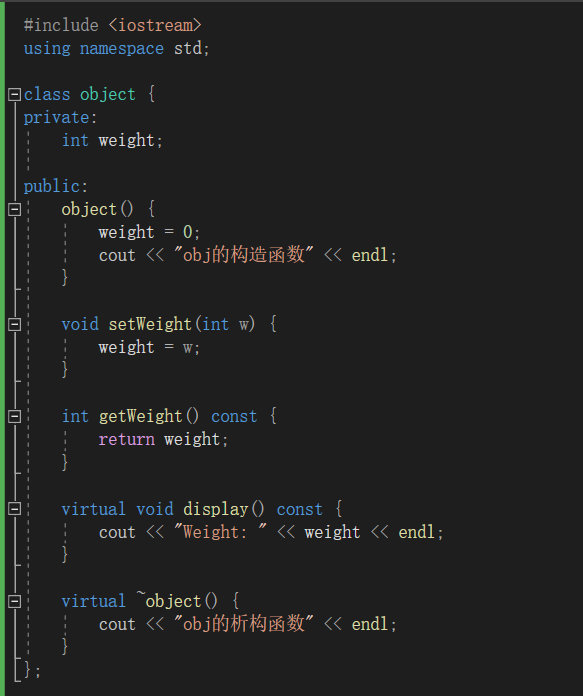 #include <iostream>
using namespace std;
class object {
private:
int weight;
public:
object() {
weight = 0;
cout << "obj的构造函数" << endl;
}
void setWeight(int w) {
weight = w;
}
int getWeight() const {
return weight;
}
virtual void display() const {
cout << "Weight: " << weight << endl;
}
virtual ~object() {
cout << "obj的析构函数" << endl;
}
};